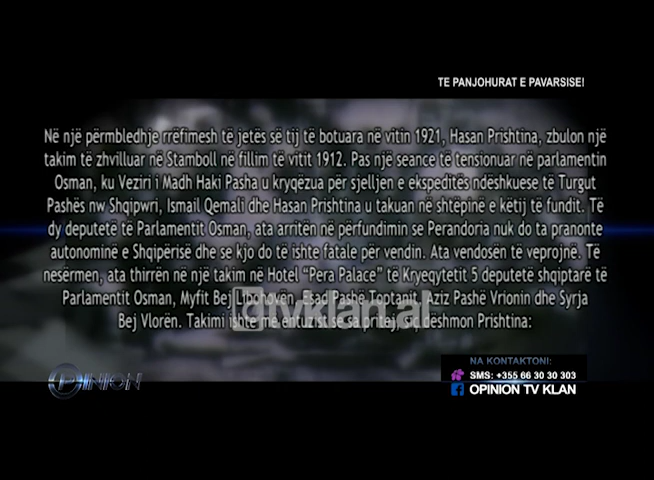 TE PANJOHURAT E PAVARSISE!
Në një përmbledhje rrëfimesh të jetës së tij të botuara në vitin 1921, Hasan Prishtina, zbulon një
takim të zhvilluar në Stamboll në fillim të vitit 1912. Pas një seance të tensionuar në parlamentin
Osman, ku Veziri i Madh Haki Pasha u kryqëzua për sjelljen e ekspeditës ndëshkuese të Turgut
Pashës nw Shqipwri, Ismail Qemali dhe Hasan Prishtina u takuan në shtëpinë e këtij të fundit. Të
dy deputetë të Parlamentit Osman, ata arritën në përfundimin se Perandoria nuk do ta pranonte
autonominë e Shqipërisë dhe se kjo do të ishte fatale për vendin. Ata vendosën të veprojnë. Të
nesërmen, ata thirrën në një takim në Hotel "Pera Palace" të Kryeqytetit 5 deputetë shqiptarë të
Parlamentit Osman, Myfit Bej Libohovën, Esad Pashë Toptanit, Aziz Pashë Vrionin dhe Syrja
Bej Vlorën. Takimi ishte më entuzist se sa pritej, siç dëshmon Prishtina:
tvklan.al
OPINION
NA KONTAKTONI:
SMS: +355 66 30 30 303
OPINION TV KLAN